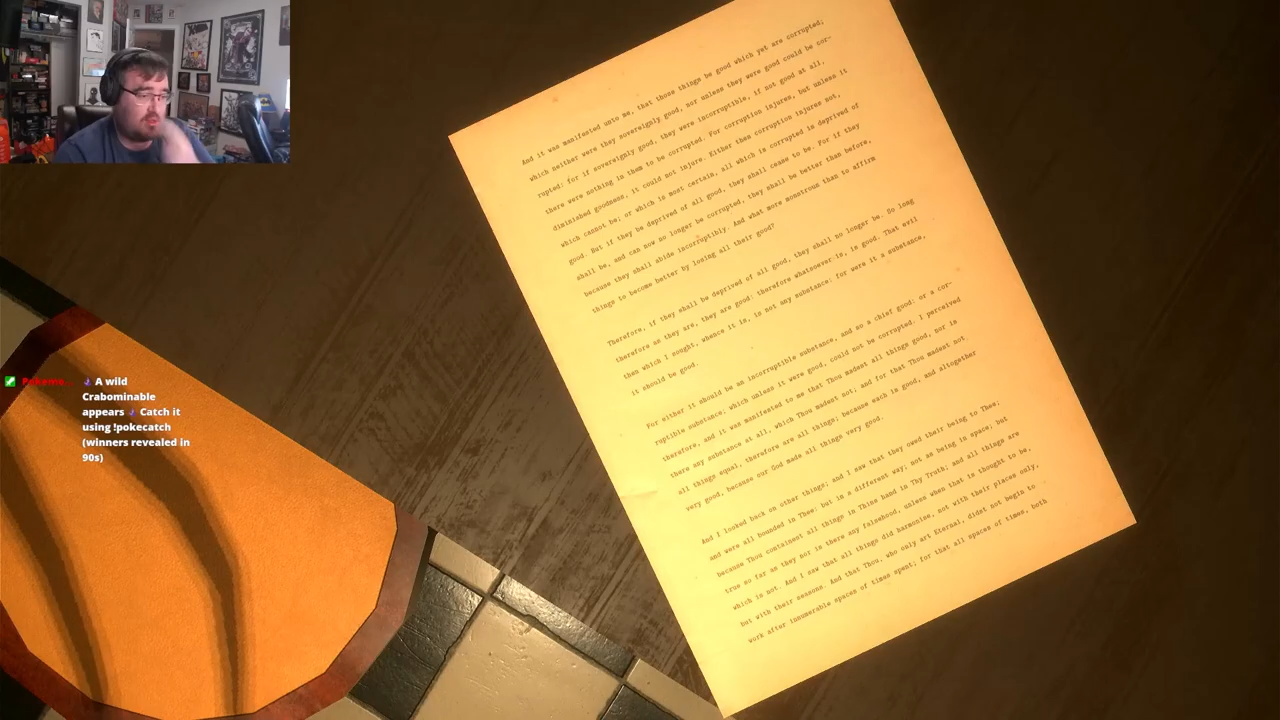 And it was manifested unto me, that those things be good which yet are corrupted;
which neither were they sovereignly good, nor unless they were good could be cor-
rupted: for if sovereignly good, they were incorruptible, if not good at all,
there were nothing in them to be corrupted. For corruption injures, but unless it
diminished goodness, it could not injure. Either then corruption injures not,
which cannot be; or which is most certain, all which is corrupted is deprived of
good. But if they be deprived of all good, they shall cease to be. For if they
shall be, and can now no longer be corrupted, they shall be better than before,
because they shall abide incorruptibly. And what more monstrous than to affirm
things to become better by losing all their good?
Therefore, if they shall be deprived of all good, they shall no longer be. So long
therefore as they are, they are good: therefore whatsoever is, is good. That evil
then which I sought, whence it is, is not any substance: for were it a substance,
it should be good.
For either it should be an incorruptible substance, and so a chief good: or a cor-
ruptible substance, which unless it were good, could not be corrupted. I perceived
therefore, and it was manifested to me that Thou madest all things good, nor is
there any substance at all, which Thou madest not; and for that Thou madest not
all things equal, therefore are all things; because each is good, and altogether
very good, because our God made all things very good.
And I looked back on other things; and I saw that they owed their being to Thee;
and were all bounded in Thee: but in a different way; not as being in space; but
because Thou containest all things in Thine hand in Thy Truth; and all things are
true so far as they nor is there any falsehood, unless when that is thought to be,
which is not. And I saw that all things did harmonise, not with their places only,
but with their seasons. And that Thou, who only art Eternal, didst not begin to
work after innumerable spaces of times spent; for that all spaces of times, both
Pokemo...
A wild
Crabominable
appears Catch it
using !pokecatch
(winners revealed in
90s)